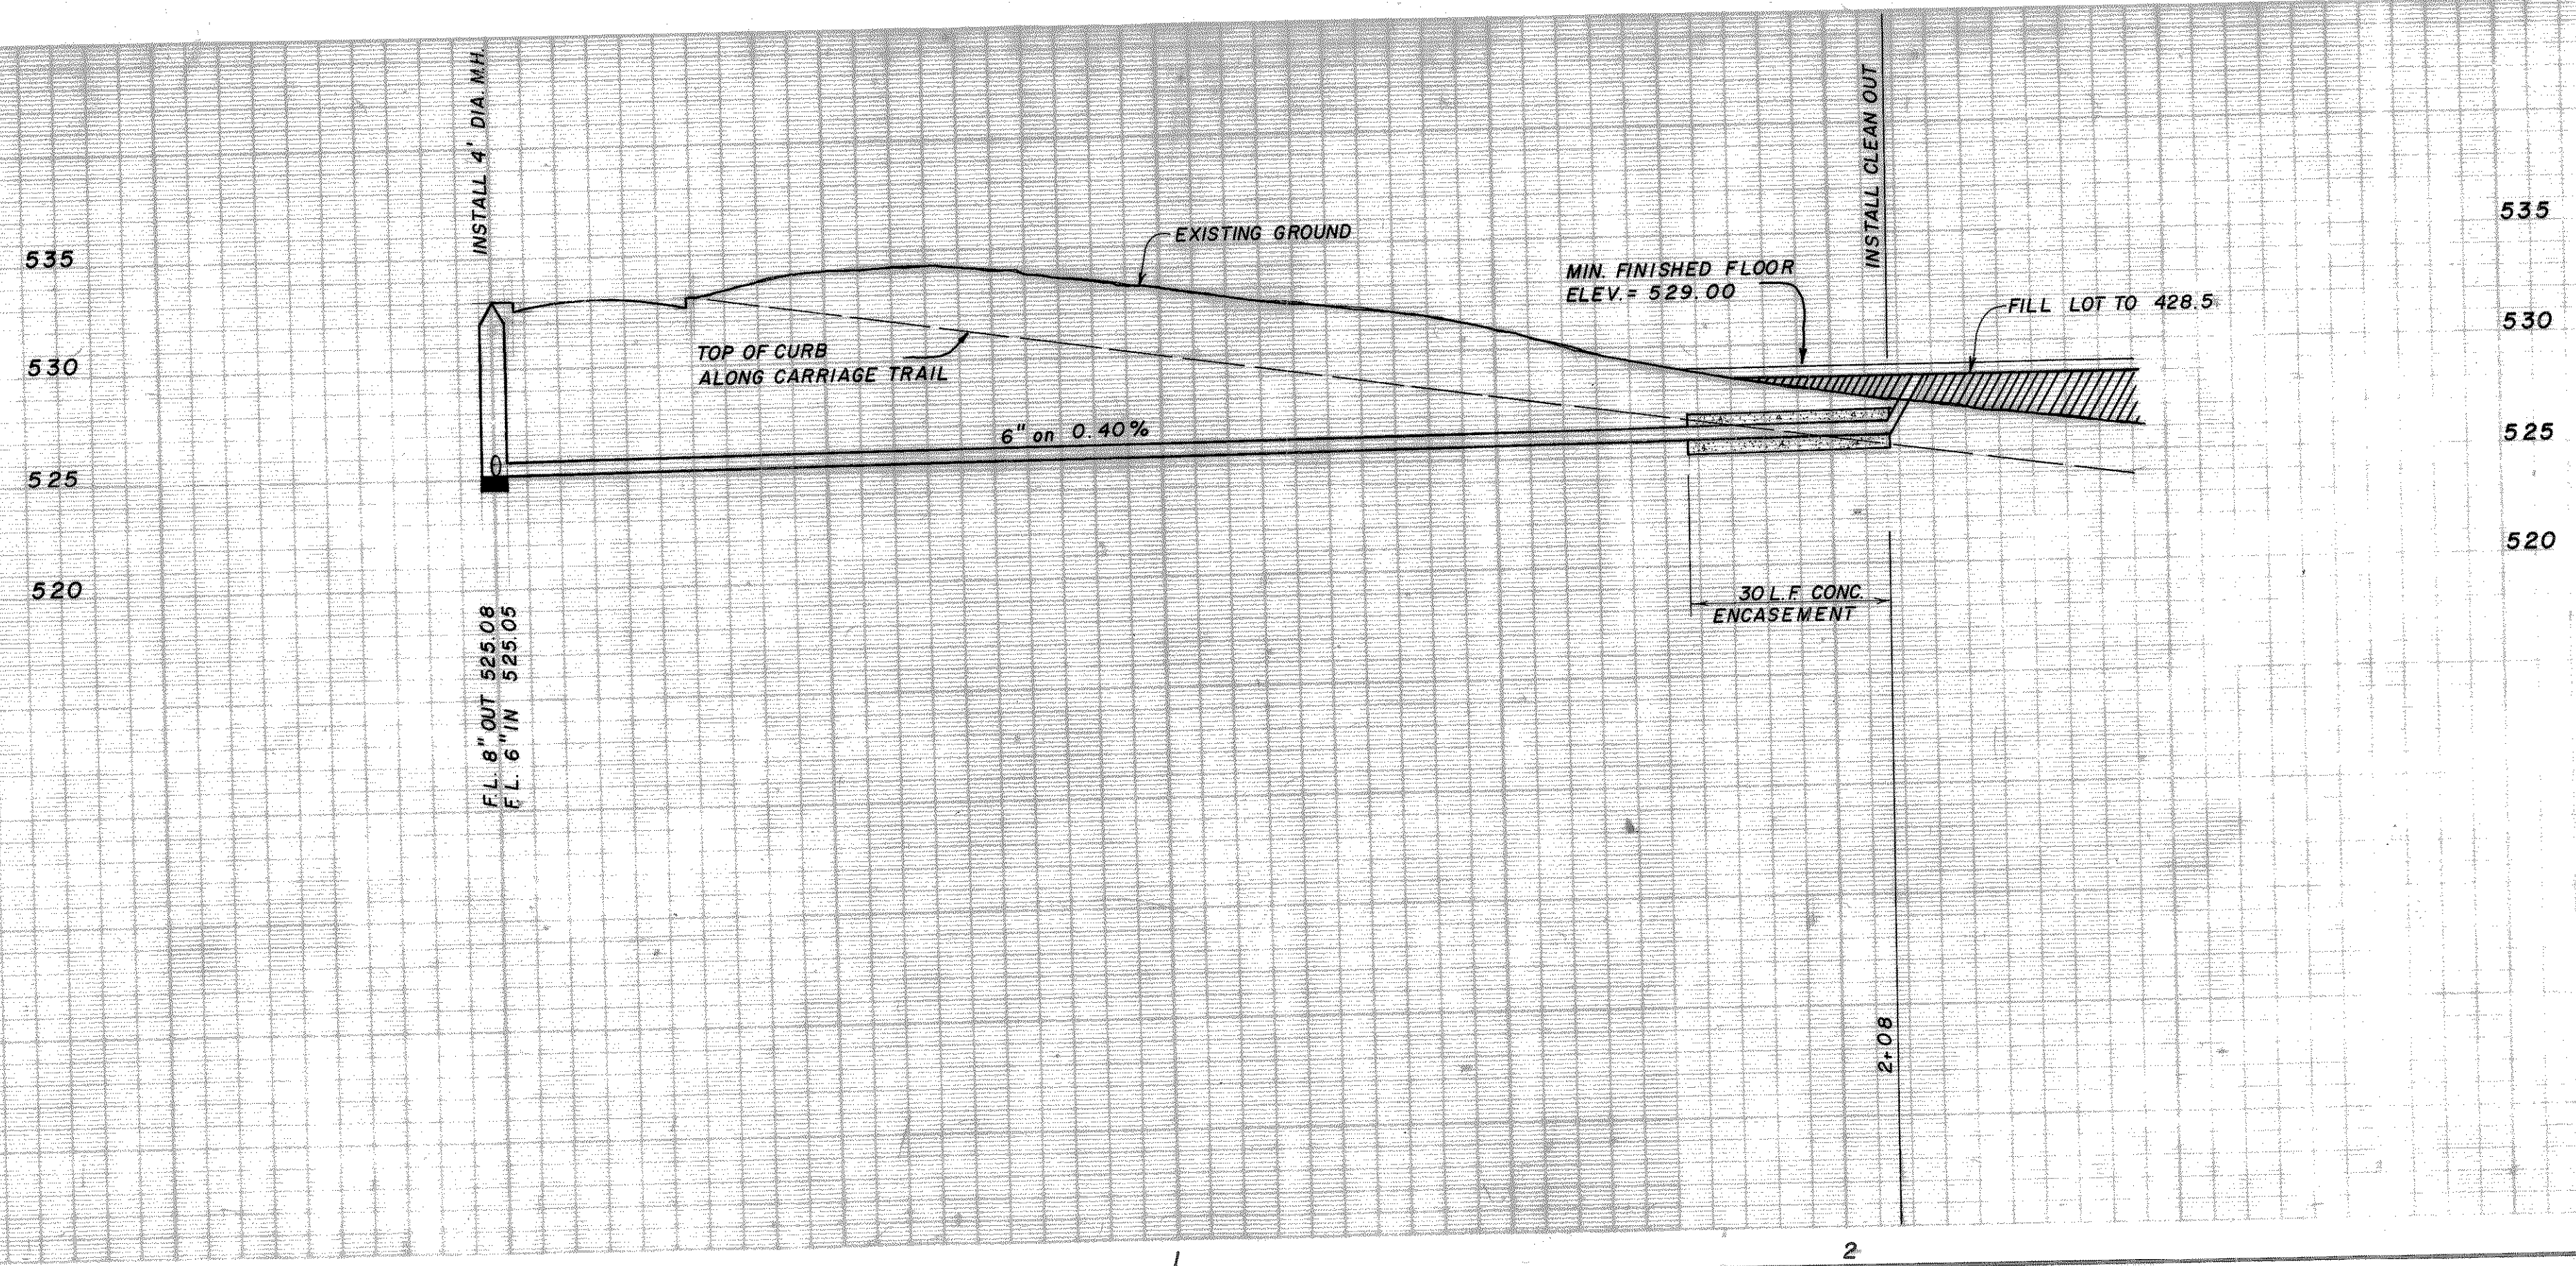 INSTALL 4' DIA. M.H.
INSTALL CLEAN OUT
535
535
EXISTING GROUND
MIN. FINISHED FLOOR
ELEV. = 529.00
FILL LOT TO 428.5
530
530
TOP OF CURB
ALONG CARRIAGE TRAIL
6" on 0.40%
525
525
520
520
30 L.F. CONC.
ENCASEMENT
F.L. 8" OUT 525.08
F.L. 6" IN 525.05
2+08
1
2